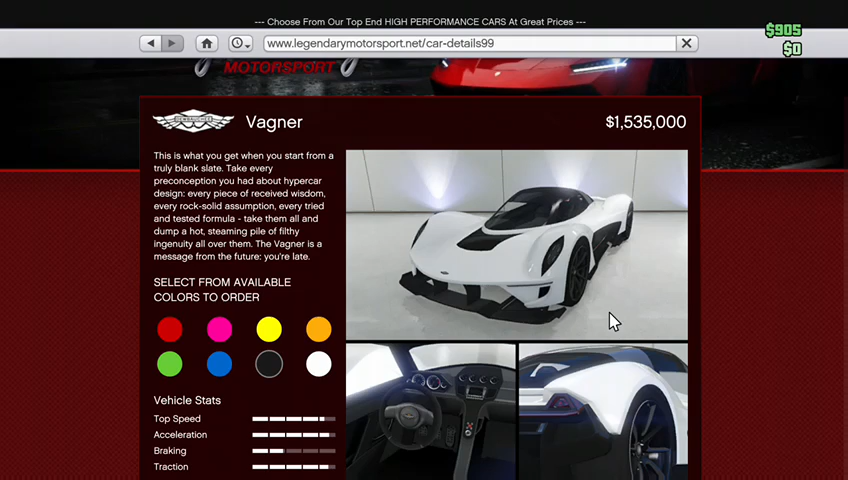 --- Choose From Our Top End HIGH PERFORMANCE CARS At Great Prices ---
$905
$0
www.legendarymotorsport.net/car-details99
MOTORSPORT
Vagner
$1,535,000
This is what you get when you start from a
truly blank slate. Take every
preconception you had about hypercar
design: every piece of received wisdom,
every rock-solid assumption, every tried
and tested formula - take them all and
dump a hot, steaming pile of filthy
ingenuity all over them. The Vagner is a
message from the future: you're late.
SELECT FROM AVAILABLE
COLORS TO ORDER
Vehicle Stats
Top Speed
Acceleration
Braking
Traction